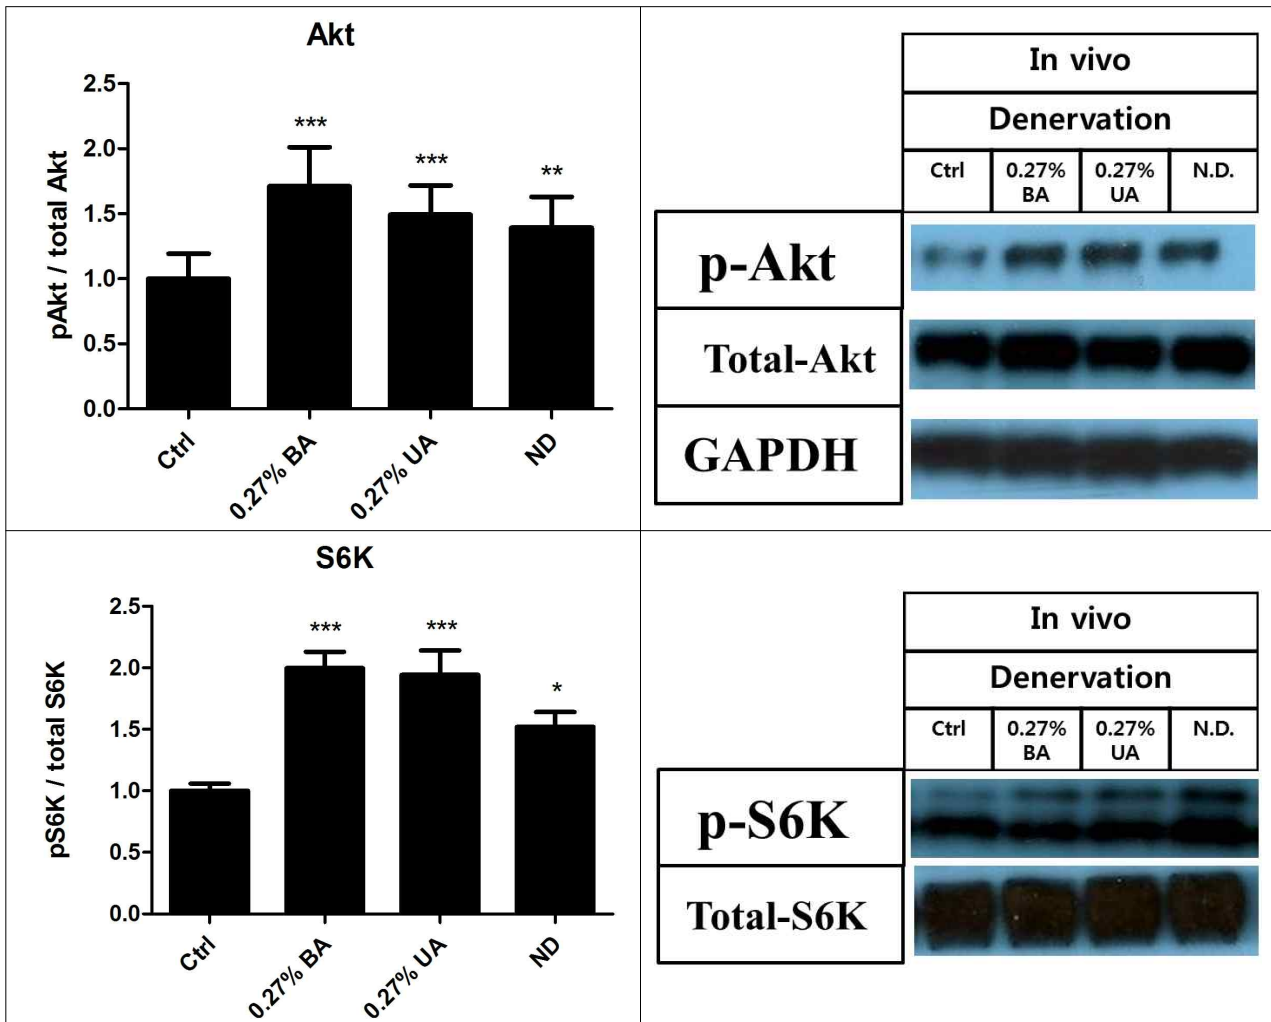 Akt
pAkt / total Akt
2.5
2.0
1.5
1.0
0.5
0.0
***
***
**
Ctrl
0.27% BA
0.27% UA
ND
In vivo
Denervation
Ctrl
0.27%
BA
0.27%
UA
N.D.
p-Akt
Total-Akt
GAPDH
S6K
pS6K / total S6K
2.5
2.0
1.5
1.0
0.5
0.0
***
***
*
Ctrl
0.27% BA
0.27% UA
ND
In vivo
Denervation
Ctrl
0.27%
BA
0.27%
UA
N.D.
p-S6K
Total-S6K